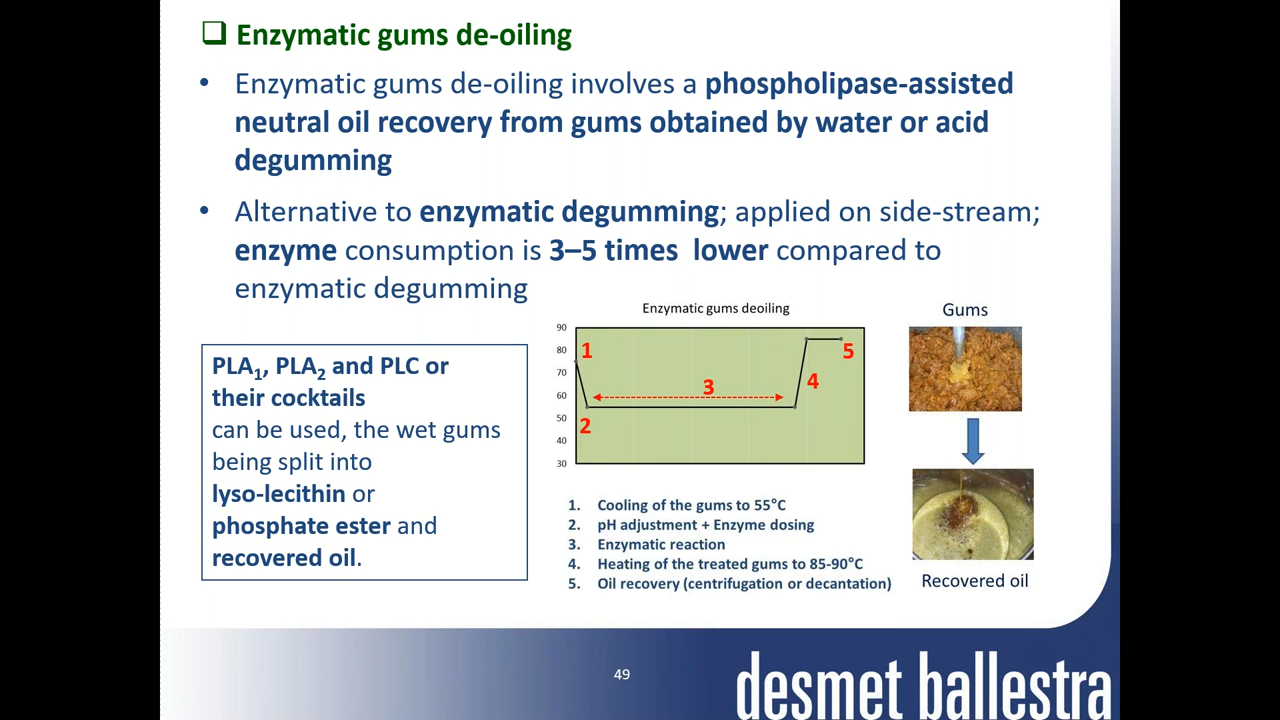 ❑ Enzymatic gums de-oiling
• Enzymatic gums de-oiling involves a phospholipase-assisted
neutral oil recovery from gums obtained by water or acid
degumming
• Alternative to enzymatic degumming; applied on side-stream;
enzyme consumption is 3–5 times lower compared to
enzymatic degumming
PLA1, PLA2 and PLC or
their cocktails
can be used, the wet gums
being split into
lyso-lecithin or
phosphate ester and
recovered oil.
Enzymatic gums deoiling
90
80
70
60
50
40
30
1
2
3
4
5
1. Cooling of the gums to 55°C
2. pH adjustment + Enzyme dosing
3. Enzymatic reaction
4. Heating of the treated gums to 85-90°C
5. Oil recovery (centrifugation or decantation)
Gums
Recovered oil
49
desmet ballestra